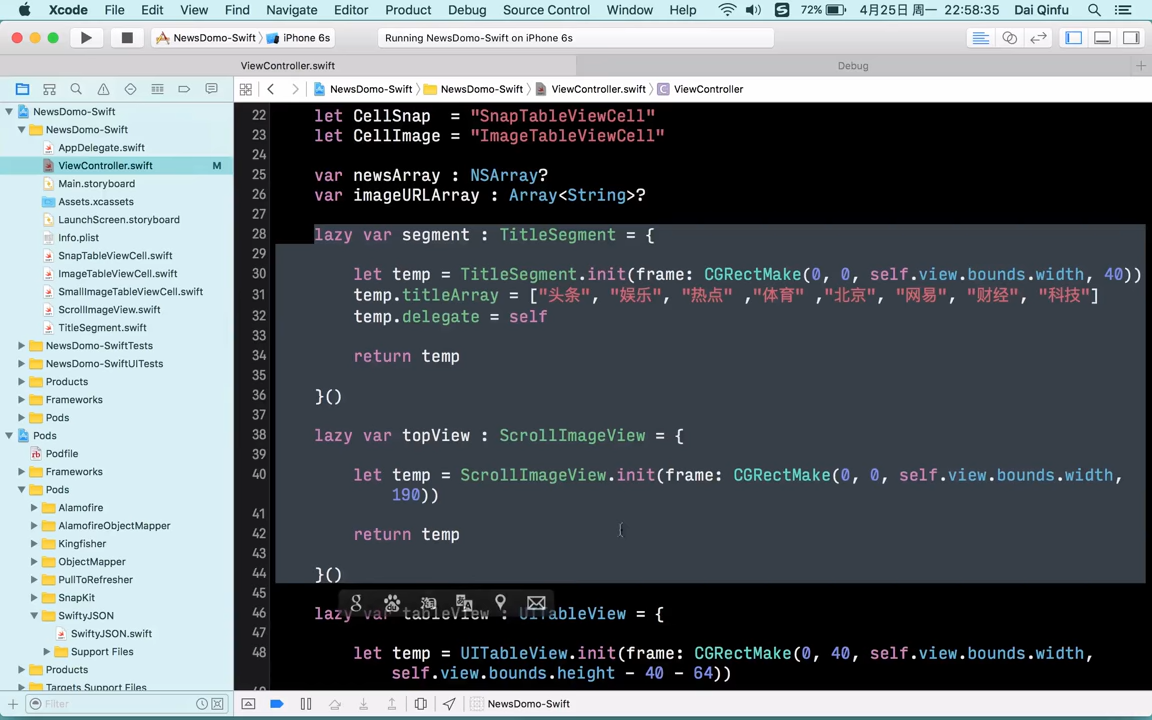 Xcode File Edit View Find Navigate Editor Product Debug Source Control Window Help 72% 4月25日 周一 22:58:35 Dai Qinfu
NewsDomo-Swift iPhone 6s Running NewsDomo-Swift on iPhone 6s
ViewController.swift Debug
NewsDomo-Swift NewsDomo-Swift ViewController.swift C ViewController
NewsDomo-Swift
NewsDomo-Swift
AppDelegate.swift
ViewController.swift M
Main.storyboard
Assets.xcassets
LaunchScreen.storyboard
Info.plist
SnapTableViewCell.swift
ImageTableViewCell.swift
SmallImageTableViewCell.swift
ScrollImageView.swift
TitleSegment.swift
NewsDomo-SwiftTests
NewsDomo-SwiftUITests
Products
Frameworks
Pods
Pods
Podfile
Frameworks
Pods
Alamofire
AlamofireObjectMapper
Kingfisher
ObjectMapper
PullToRefresher
SnapKit
SwiftyJSON
SwiftyJSON.swift
Support Files
Products
Targets Support Files
Filter
22 let CellSnap = "SnapTableViewCell"
23 let CellImage = "ImageTableViewCell"
24
25 var newsArray : NSArray?
26 var imageURLArray : Array<String>?
27
28 lazy var segment : TitleSegment = {
29
30 let temp = TitleSegment.init(frame: CGRectMake(0, 0, self.view.bounds.width, 40))
31 temp.titleArray = ["头条", "娱乐", "热点" ,"体育" ,"北京", "网易", "财经", "科技"]
32 temp.delegate = self
33
34 return temp
35
36 }()
37
38 lazy var topView : ScrollImageView = {
39
40 let temp = ScrollImageView.init(frame: CGRectMake(0, 0, self.view.bounds.width,
190))
41
42 return temp
43
44 }()
45
46 lazy var tableView : UITableView = {
47
48 let temp = UITableView.init(frame: CGRectMake(0, 40, self.view.bounds.width,
self.view.bounds.height - 40 - 64))
NewsDomo-Swift